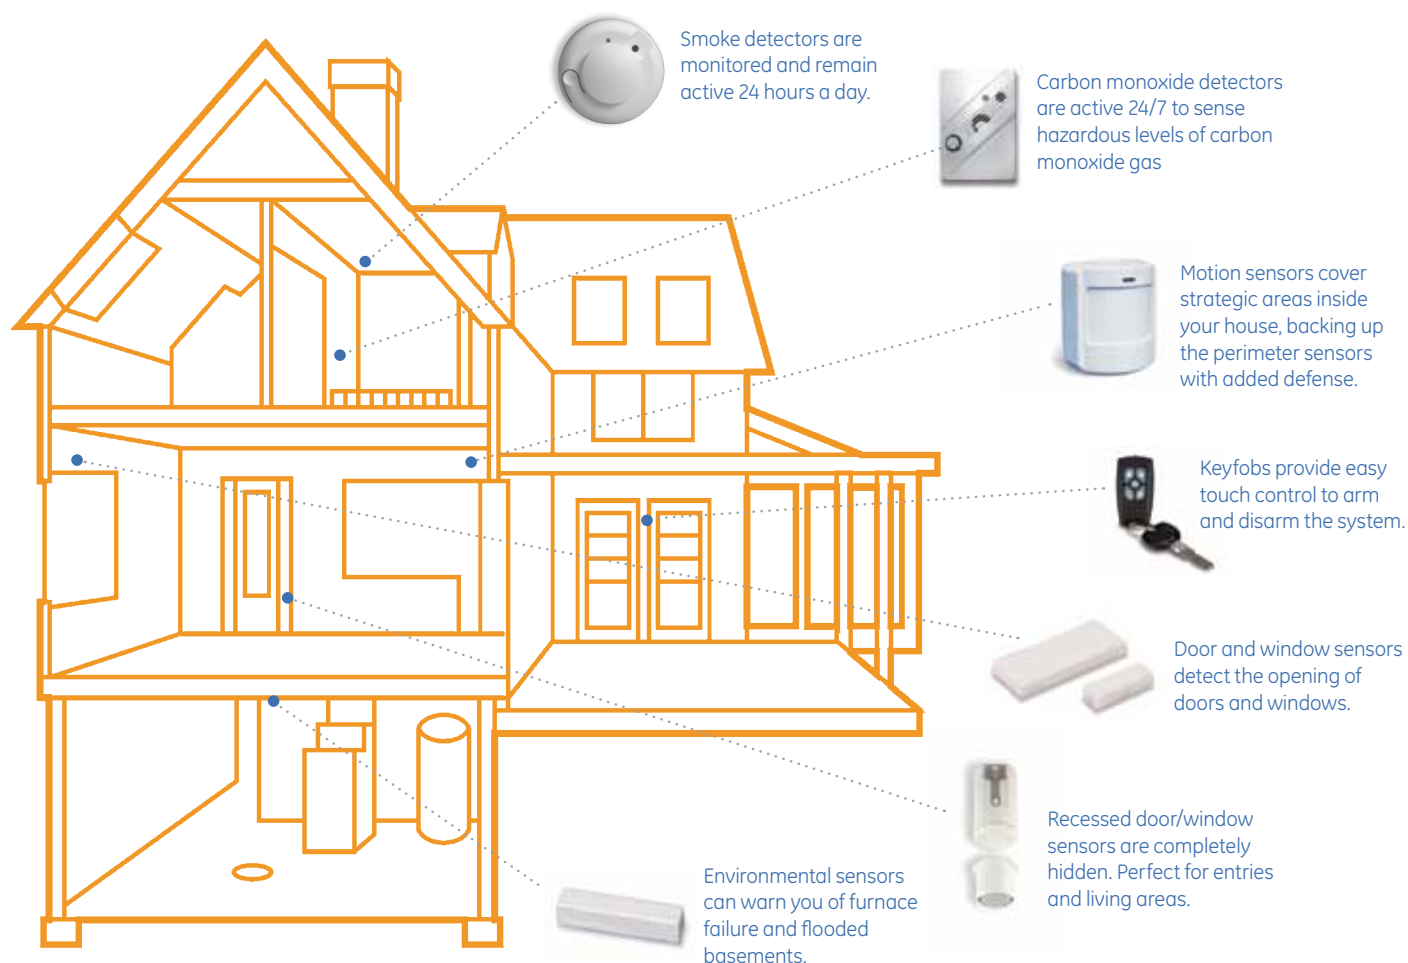 Smoke detectors are
monitored and remain
active 24 hours a day.
Carbon monoxide detectors
are active 24/7 to sense
hazardous levels of carbon
monoxide gas
Motion sensors cover
strategic areas inside
your house, backing up
the perimeter sensors
with added defense.
Keyfobs provide easy
touch control to arm
and disarm the system.
Door and window sensors
detect the opening of
doors and windows.
Recessed door/window
sensors are completely
hidden. Perfect for entries
and living areas.
Environmental sensors
can warn you of furnace
failure and flooded
basements.